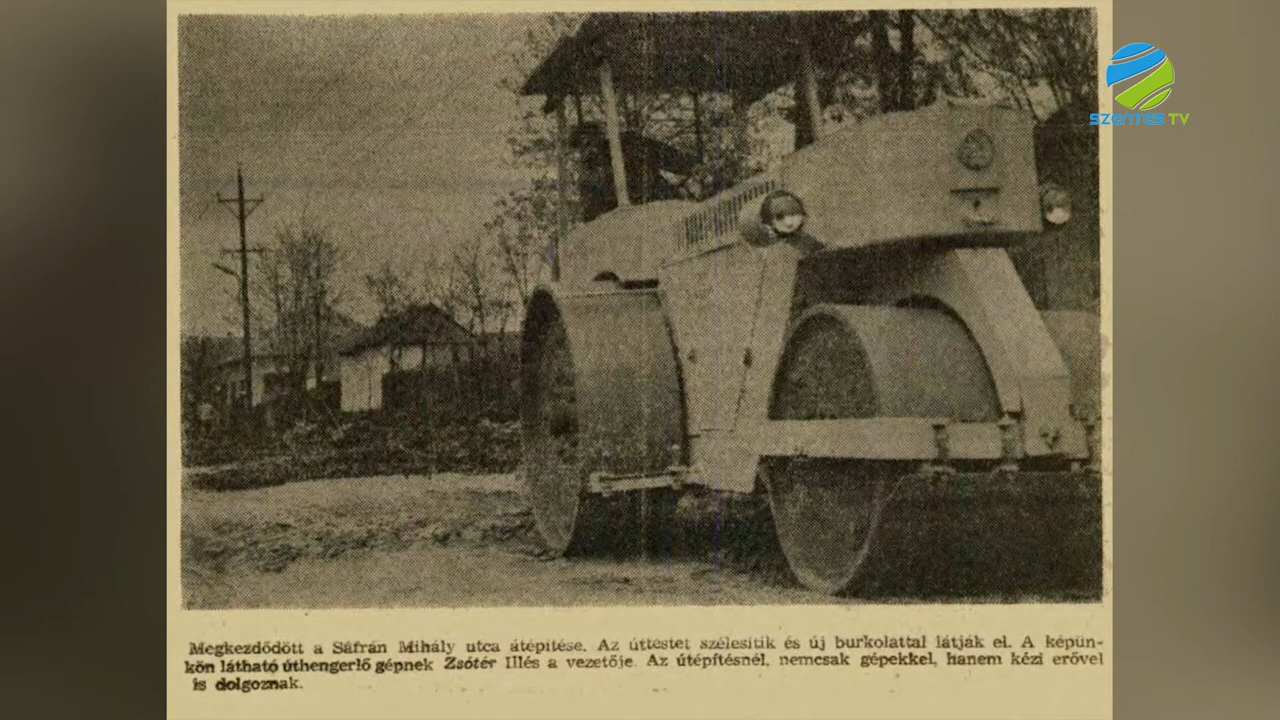 SZENTES TV
Megkezdődött a Sáfrán Mihály utca átépítése. Az úttestet szélesítik és új burkolattal látják el. A képün-
kön látható úthengerlő gépnek Zsótér Illés a vezetője. Az útépítésnél, nemcsak gépekkel, hanem kézi erővel
is dolgoznak.